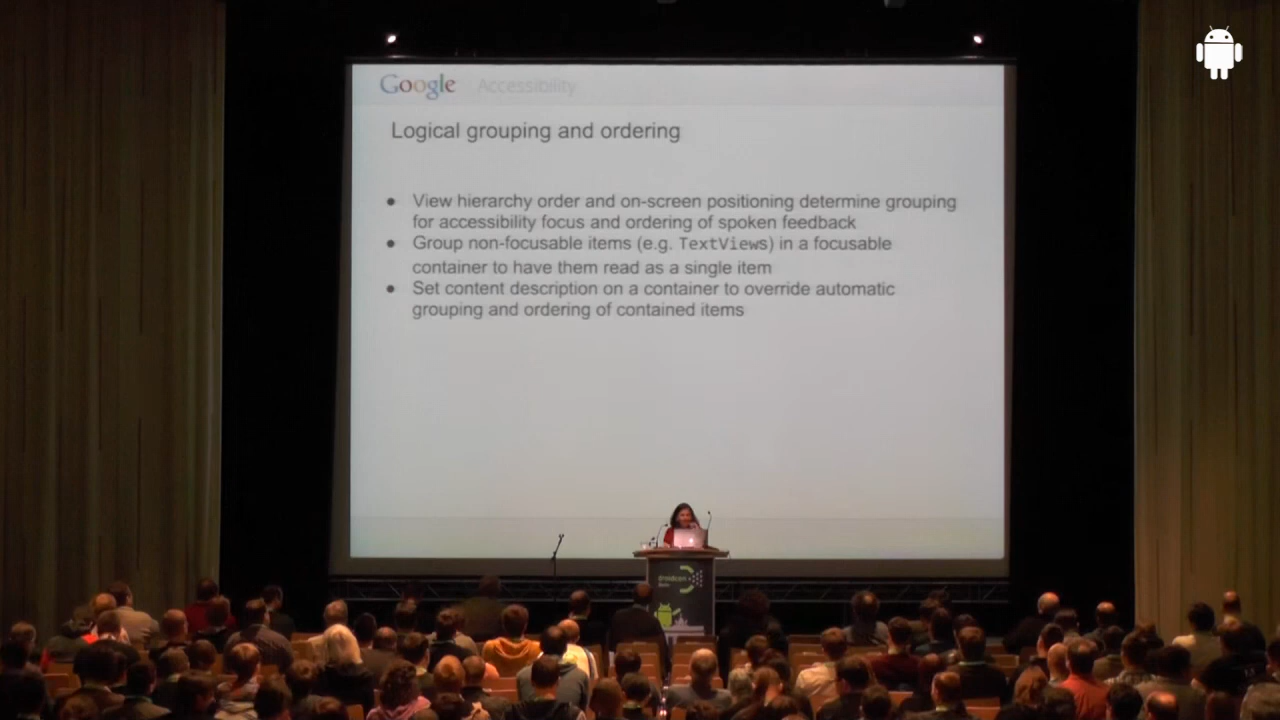 Google Accessibility
Logical grouping and ordering
● View hierarchy order and on-screen positioning determine grouping
for accessibility focus and ordering of spoken feedback
● Group non-focusable items (e.g. TextViews) in a focusable
container to have them read as a single item
● Set content description on a container to override automatic
grouping and ordering of contained items
droidcon
Berlin